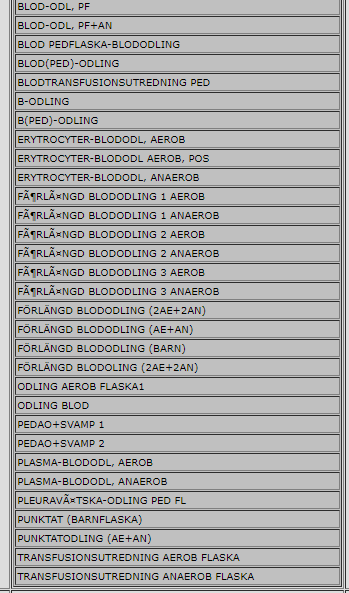 BLOD-ODL, PF
BLOD-ODL, PF+AN
BLOD PEDFLASKA-BLODODLING
BLOD(PED)-ODLING
BLODTRANSFUSIONSUTREDNING PED
B-ODLING
B(PED)-ODLING
ERYTROCYTER-BLODODL, AEROB
ERYTROCYTER-BLODODL AEROB, POS
ERYTROCYTER-BLODODL, ANAEROB
FÃ¶RLÃ¤NGD BLODODLING 1 AEROB
FÃ¶RLÃ¤NGD BLODODLING 1 ANAEROB
FÃ¶RLÃ¤NGD BLODODLING 2 AEROB
FÃ¶RLÃ¤NGD BLODODLING 2 ANAEROB
FÃ¶RLÃ¤NGD BLODODLING 3 AEROB
FÃ¶RLÃ¤NGD BLODODLING 3 ANAEROB
FÖRLÄNGD BLODODLING (2AE+2AN)
FÖRLÄNGD BLODODLING (AE+AN)
FÖRLÄNGD BLODODLING (BARN)
FÖRLÄNGD BLODOLING (2AE+2AN)
ODLING AEROB FLASKA1
ODLING BLOD
PEDAO+SVAMP 1
PEDAO+SVAMP 2
PLASMA-BLODODL, AEROB
PLASMA-BLODODL, ANAEROB
PLEURAVÃ¤TSKA-ODLING PED FL
PUNKTAT (BARNFLASKA)
PUNKTATODLING (AE+AN)
TRANSFUSIONSUTREDNING AEROB FLASKA
TRANSFUSIONSUTREDNING ANAEROB FLASKA